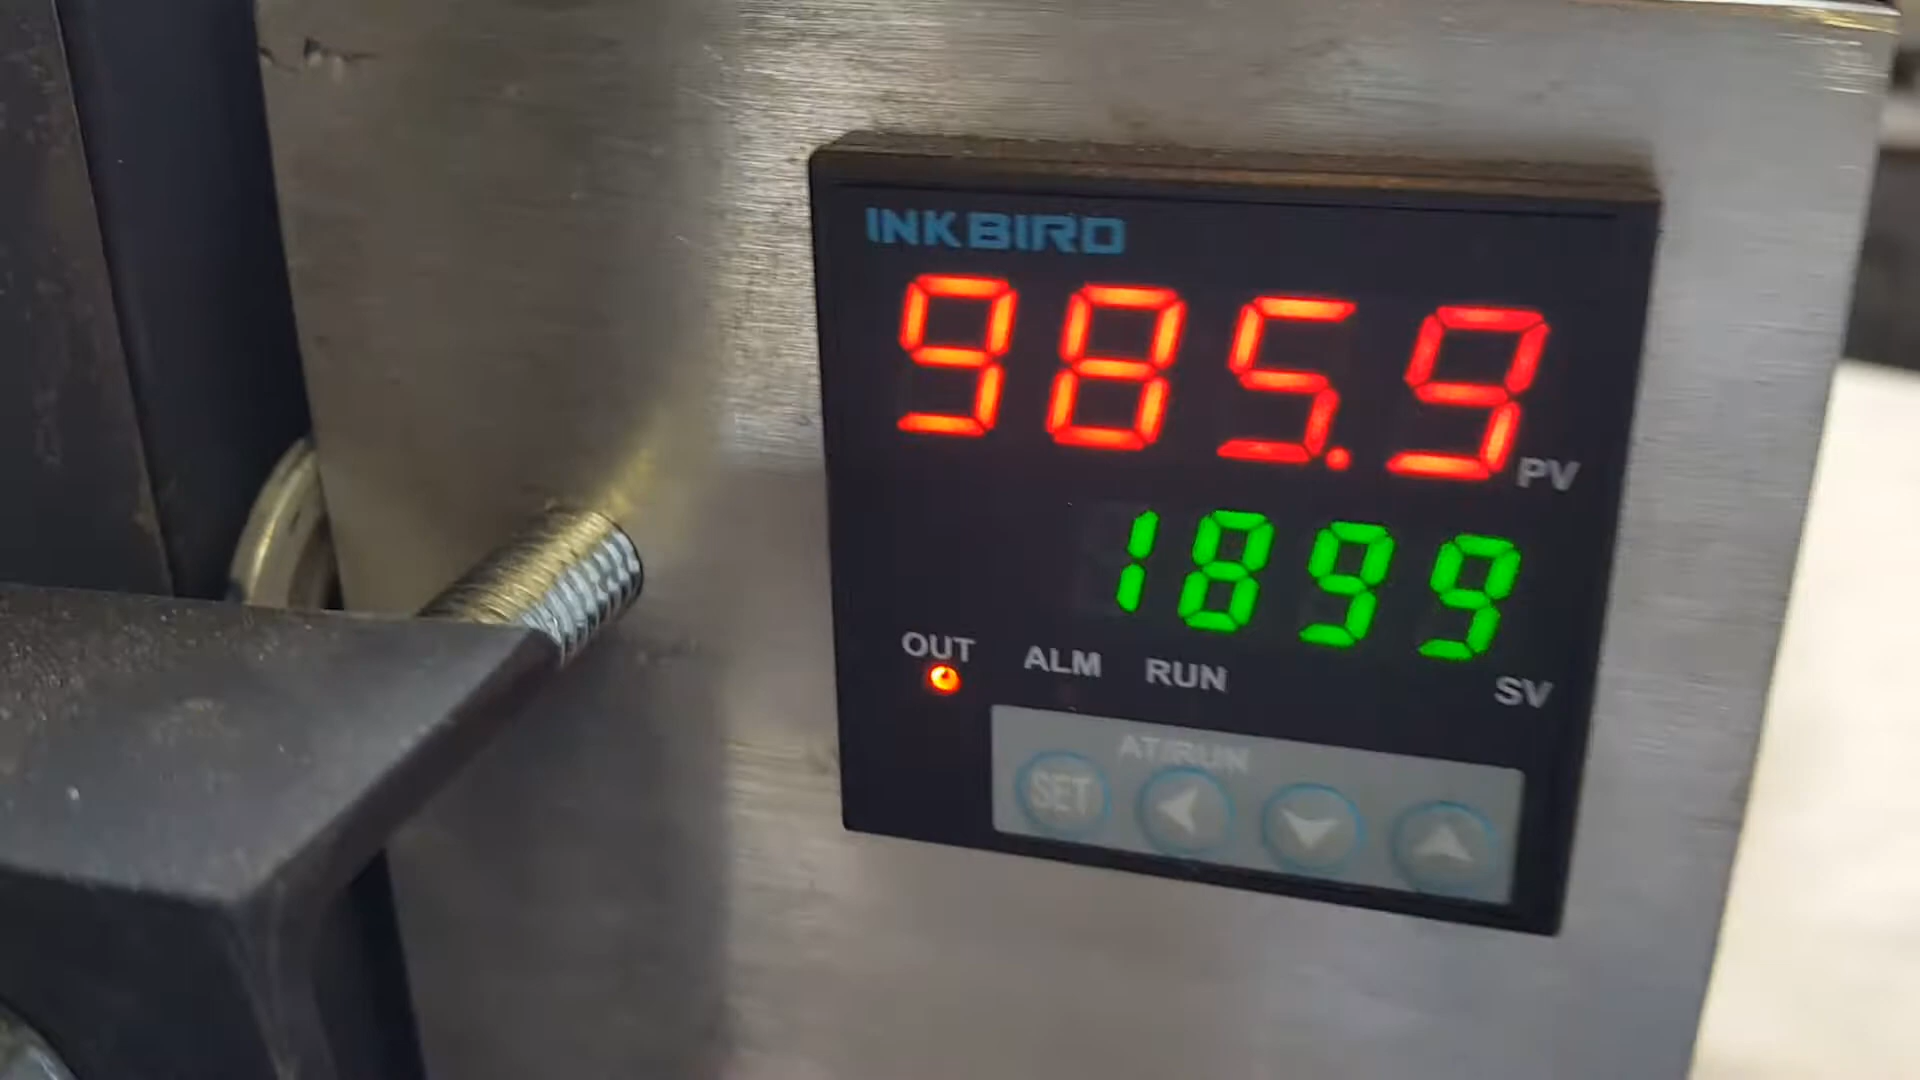 INKBIRD
985.9
PV
1899
SV
OUT ALM RUN
AT/RUN
SET